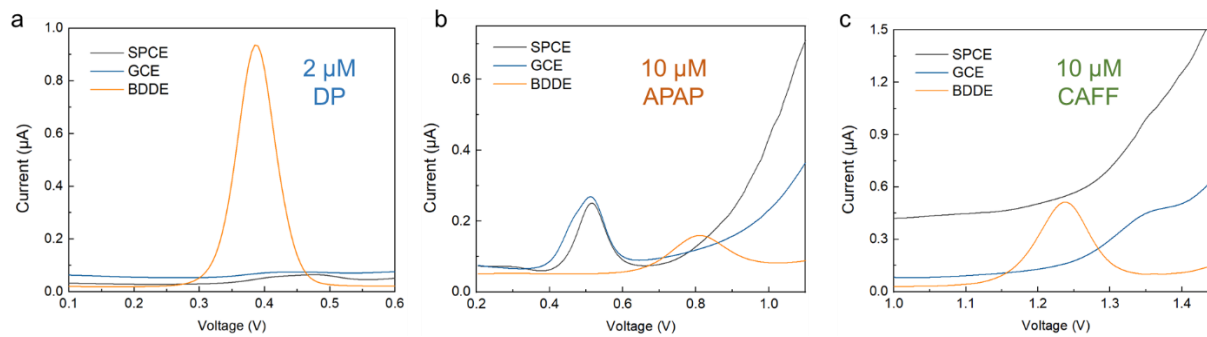 a
1.0
0.8
0.6
0.4
0.2
0.0
Current (µA)
SPCE
GCE
BDDE
2 µM
DP
0.1 0.2 0.3 0.4 0.5 0.6
Voltage (V)
b
0.6
0.4
0.2
0.0
Current (µA)
SPCE
GCE
BDDE
10 µM
APAP
0.2 0.4 0.6 0.8 1.0
Voltage (V)
c
1.5
1.2
0.9
0.6
0.3
0.0
Current (µA)
SPCE
GCE
BDDE
10 µM
CAFF
1.0 1.1 1.2 1.3 1.4
Voltage (V)